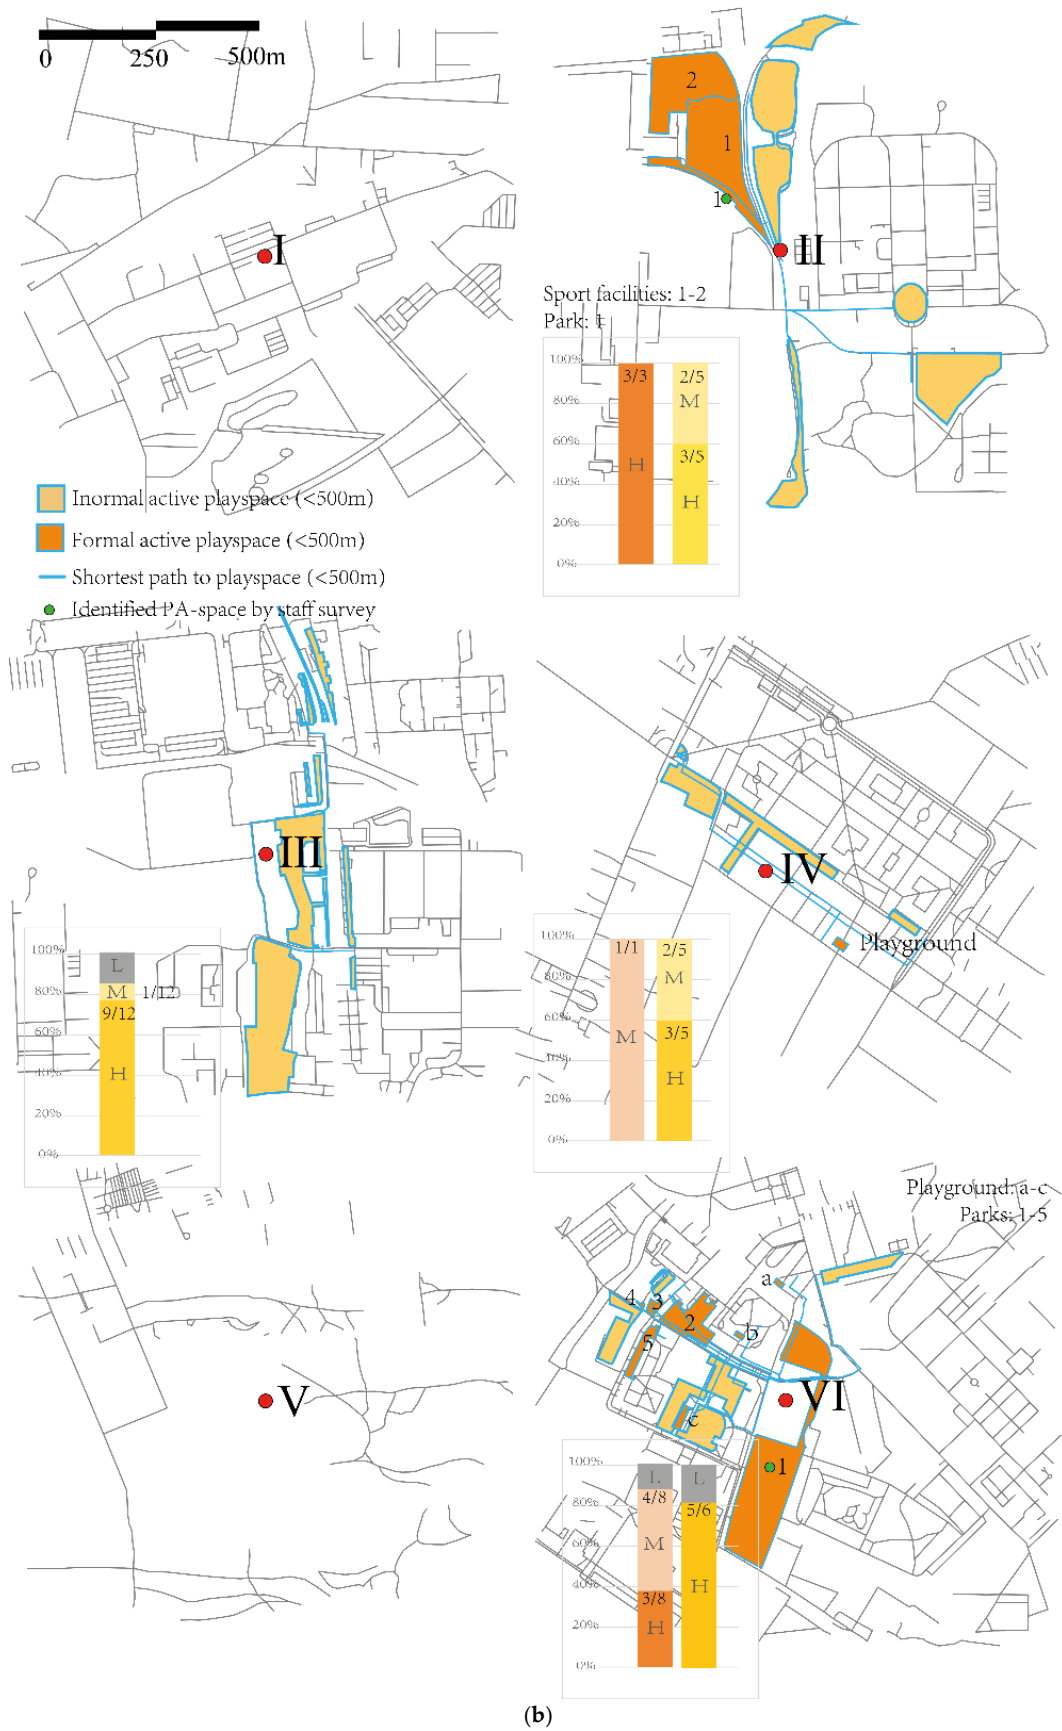 0 250 500m
I
Inormal active playspace (<500m)
Formal active playspace (<500m)
Shortest path to playspace (<500m)
Identified PA-space by staff survey
2
1
1
II
Sport facilities: 1-2
Park: 1
100%
80%
60%
40%
20%
0%
3/3
H
2/5
M
3/5
H
III
100%
80%
60%
40%
20%
0%
L
M 1/12
9/12
H
IV
Playground
100%
80%
60%
40%
20%
0%
1/1
M
2/5
M
3/5
H
V
Playground: a-c
Parks: 1-5
a
4
3
2
b
5
VI
c
1
100%
80%
60%
40%
20%
0%
L
4/8
M
3/8
H
L
5/6
H
(b)